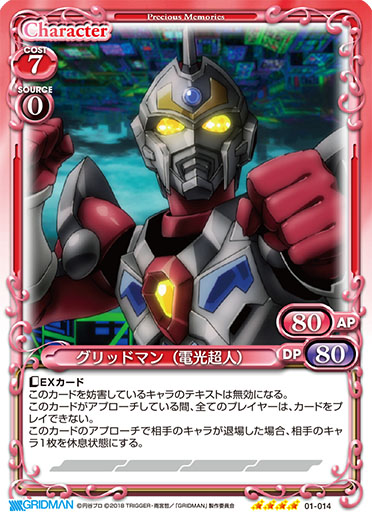 Precious Memories
Character
COST
7
SOURCE
0
80 AP
グリッドマン（電光超人）
DP 80
EXカード
このカードを妨害しているキャラのテキストは無効になる。
このカードがアプローチしている間、全てのプレイヤーは、カードをプ
レイできない。
このカードのアプローチで相手のキャラが退場した場合、相手のキャ
ラ1枚を休息状態にする。
GRIDMAN ©円谷プロ ©2018 TRIGGER・雨宮哲／「GRIDMAN」製作委員会 01-014